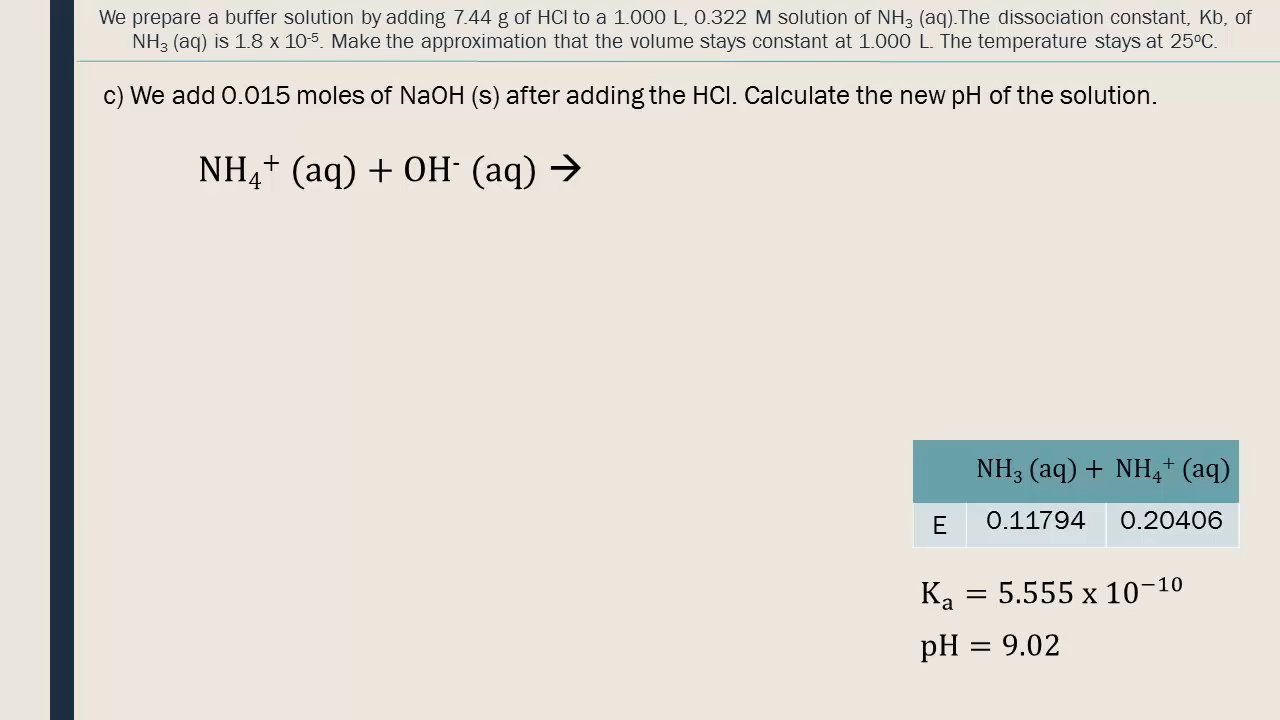 We prepare a buffer solution by adding 7.44 g of HCl to a 1.000 L, 0.322 M solution of NH₃ (aq).The dissociation constant, Kb, of
NH₃ (aq) is 1.8 x 10⁻⁵. Make the approximation that the volume stays constant at 1.000 L. The temperature stays at 25⁰C.
c) We add 0.015 moles of NaOH (s) after adding the HCl. Calculate the new pH of the solution.
NH₄⁺ (aq) + OH⁻ (aq) →
NH₃ (aq) + NH₄⁺ (aq)
E 0.11794 0.20406
Kₐ = 5.555 x 10⁻¹⁰
pH = 9.02